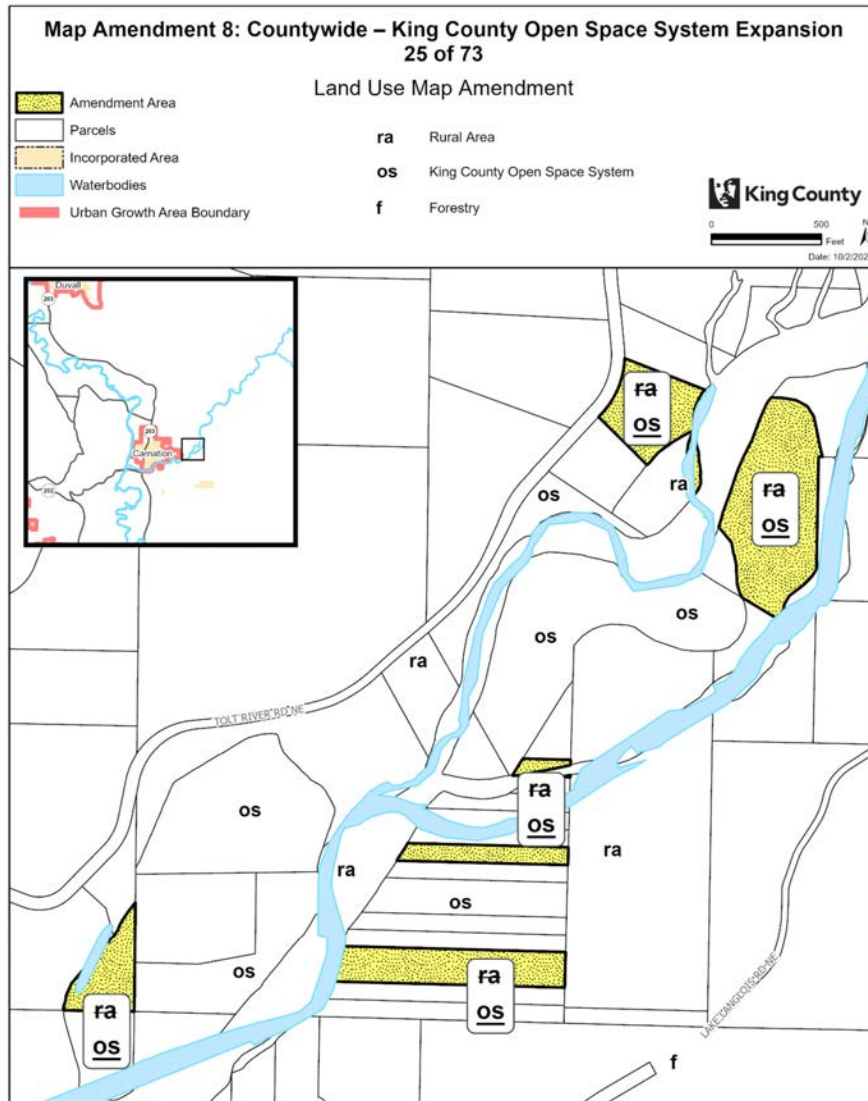 Map Amendment 8: Countywide – King County Open Space System Expansion
25 of 73
Land Use Map Amendment
Amendment Area
Parcels
Incorporated Area
Waterbodies
Urban Growth Area Boundary
ra Rural Area
os King County Open Space System
f Forestry
King County
0 500
Feet
N
Date:
Duvall
203
203
Carnation
202
ra
os
ra
os
os
ra
os
os
ra
TOLT RIVER RD NE
os
ra
os
ra
ra
os
os
ra
os
ra
os
LAKE LANGLOIS RD NE
f